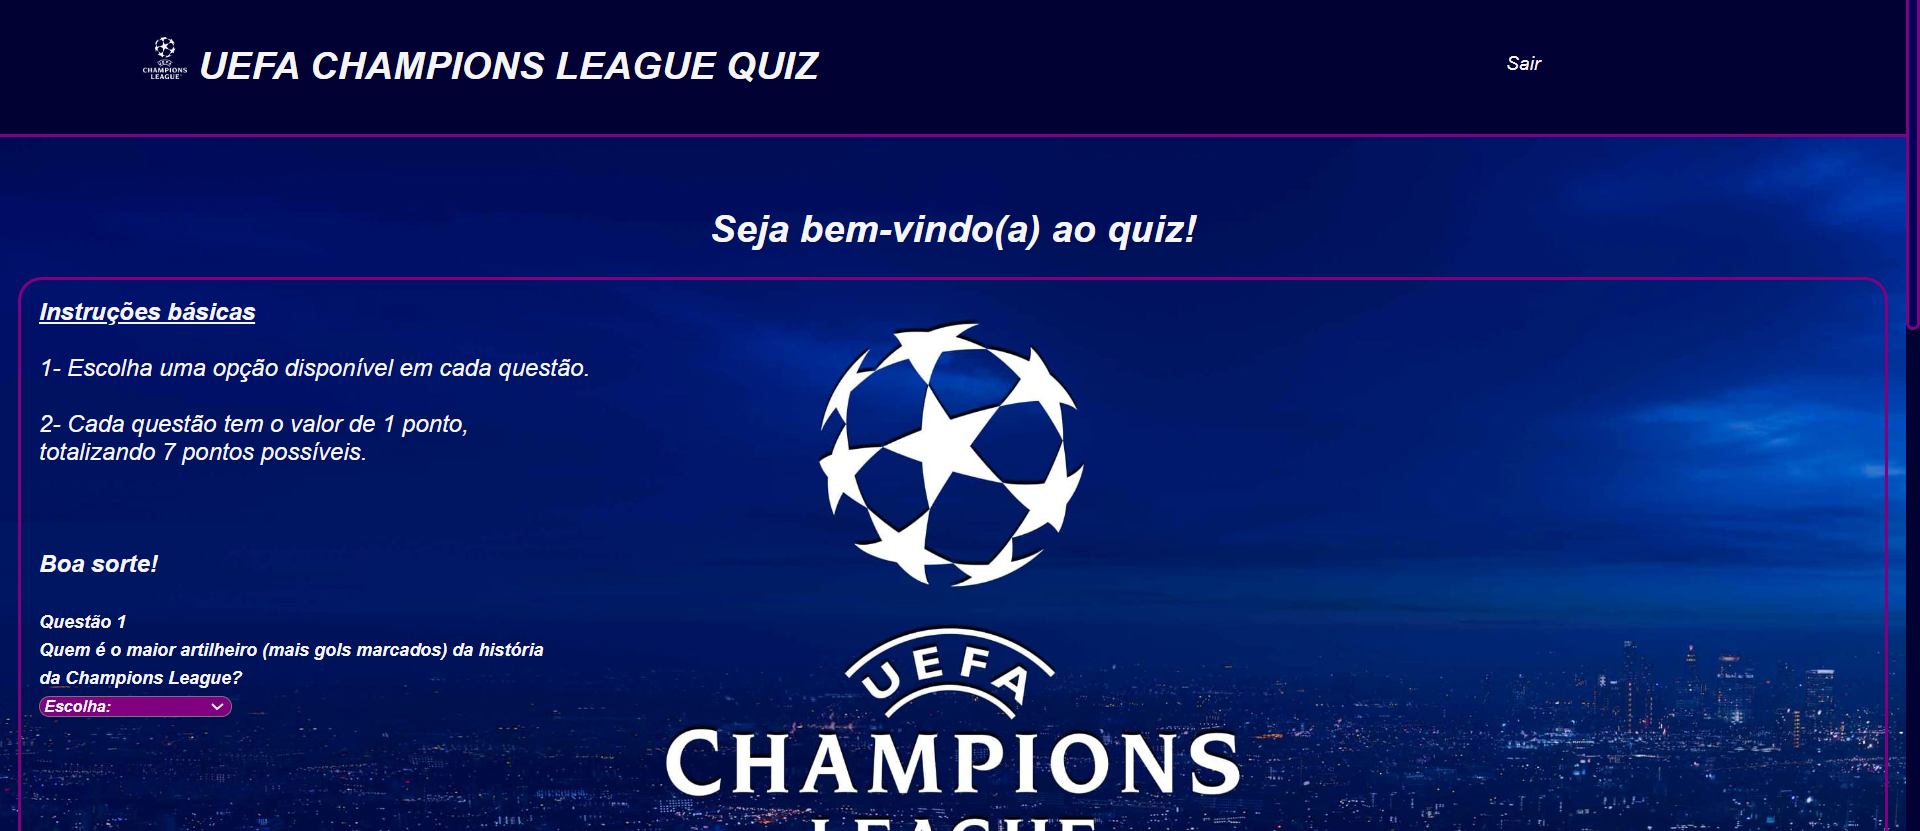 CHAMPIONS
LEAGUE
UEFA CHAMPIONS LEAGUE QUIZ
Sair
Seja bem-vindo(a) ao quiz!
Instruções básicas
1- Escolha uma opção disponível em cada questão.
2- Cada questão tem o valor de 1 ponto,
totalizando 7 pontos possíveis.
Boa sorte!
Questão 1
Quem é o maior artilheiro (mais gols marcados) da história
da Champions League?
Escolha:
UEFA
CHAMPIONS
LEAGUE